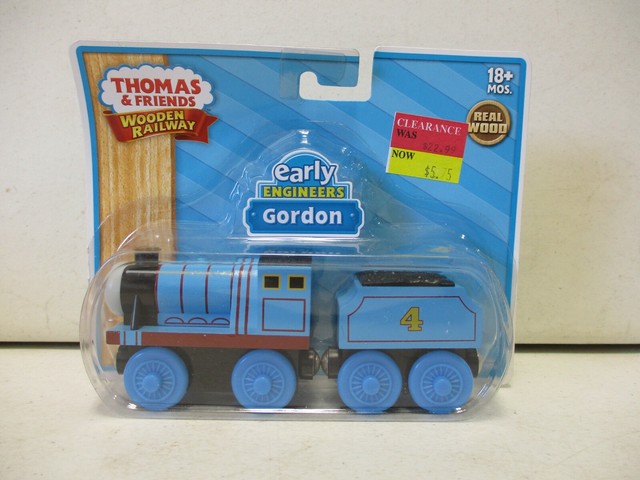 THOMAS
& FRIENDS
WOODEN
RAILWAY
18+
MOS.
REAL
WOOD
CLEARANCE
WAS
NOW
early
ENGINEERS
Gordon
4